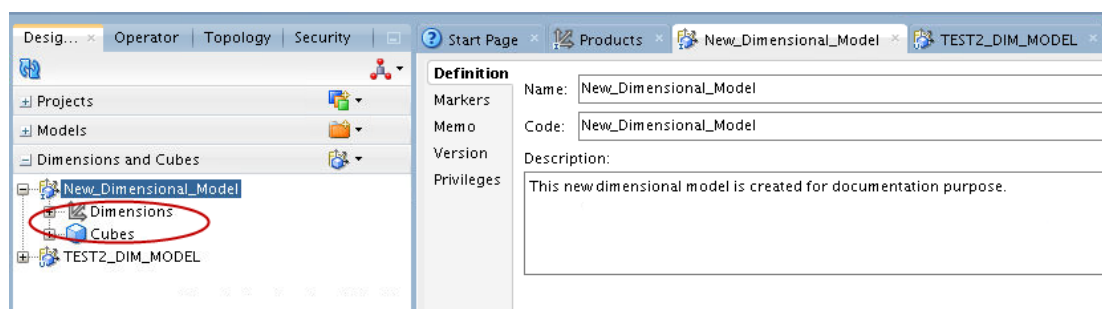 Desig... Operator Topology Security
Start Page Products New_Dimensional_Model TEST2_DIM_MODEL
Projects
Models
Dimensions and Cubes
New_Dimensional_Model
Dimensions
Cubes
TEST2_DIM_MODEL
Definition
Markers
Memo
Version
Privileges
Name: New_Dimensional_Model
Code: New_Dimensional_Model
Description:
This new dimensional model is created for documentation purpose.